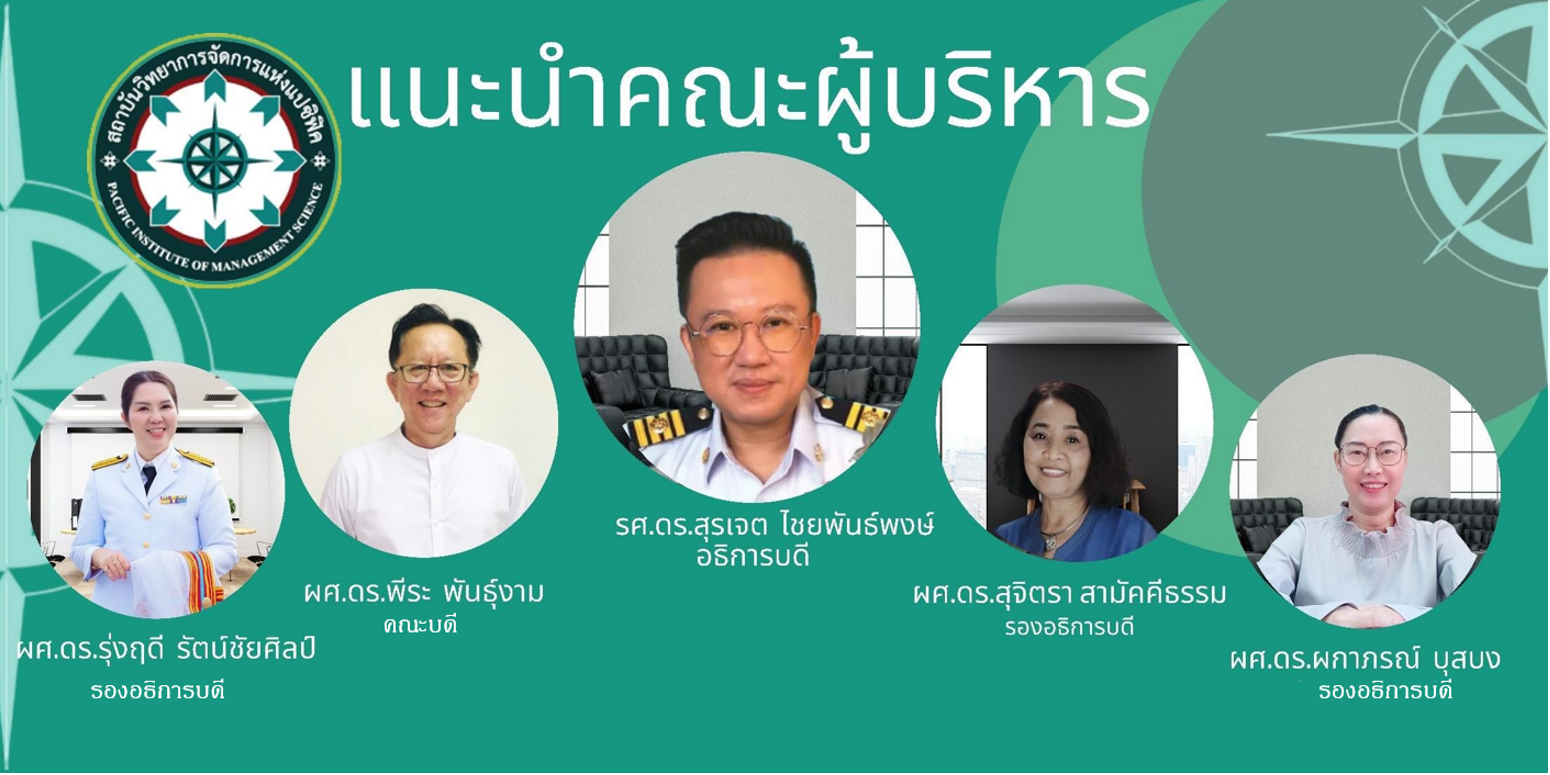 สถาบันวิทยาการจัดการแห่งแปซิฟิค
PACIFIC INSTITUTE OF MANAGEMENT SCIENCE
แนะนำคณะผู้บริหาร
รศ.ดร.สุรเจต ไชยพันธ์พงษ์
อธิการบดี
ผศ.ดร.พีระ พันธุ์งาม
คณะบดี
ผศ.ดร.สุจิตรา สามัคคีธรรม
รองอธิการบดี
ผศ.ดร.รุ่งฤดี รัตน์ชัยศิลป์
รองอธิการบดี
ผศ.ดร.ผกาภรณ์ บุสบง
รองอธิการบดี